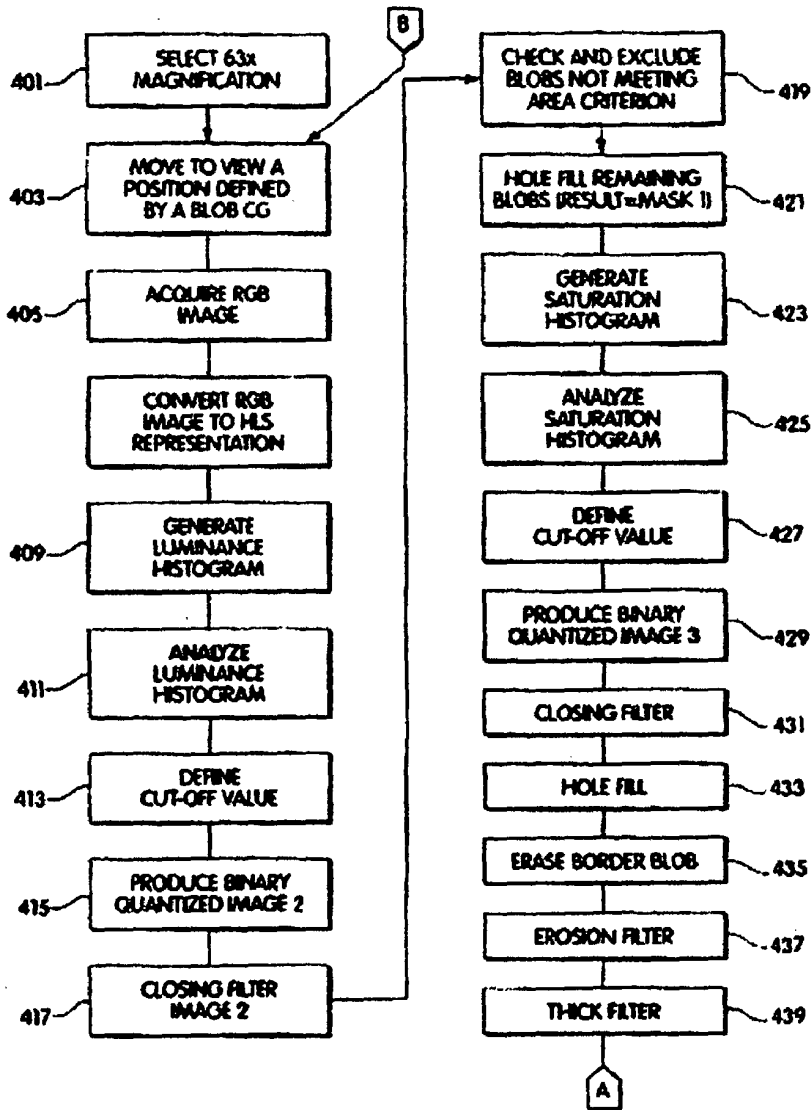 B
401
SELECT 63x
MAGNIFICATION
403
MOVE TO VIEW A
POSITION DEFINED
BY A BLOB CG
405
ACQUIRE RGB
IMAGE
CONVERT RGB
IMAGE TO HLS
REPRESENTATION
409
GENERATE
LUMINANCE
HISTOGRAM
411
ANALYZE
LUMINANCE
HISTOGRAM
413
DEFINE
CUT-OFF VALUE
415
PRODUCE BINARY
QUANTIZED IMAGE 2
417
CLOSING FILTER
IMAGE 2
CHECK AND EXCLUDE
BLOBS NOT MEETING
AREA CRITERION
419
HOLE FILL REMAINING
BLOBS (RESULT=MASK 1)
421
GENERATE
SATURATION
HISTOGRAM
423
ANALYZE
SATURATION
HISTOGRAM
425
DEFINE
CUT-OFF VALUE
427
PRODUCE BINARY
QUANTIZED IMAGE 3
429
CLOSING FILTER
431
HOLE FILL
433
ERASE BORDER BLOB
435
EROSION FILTER
437
THICK FILTER
439
A